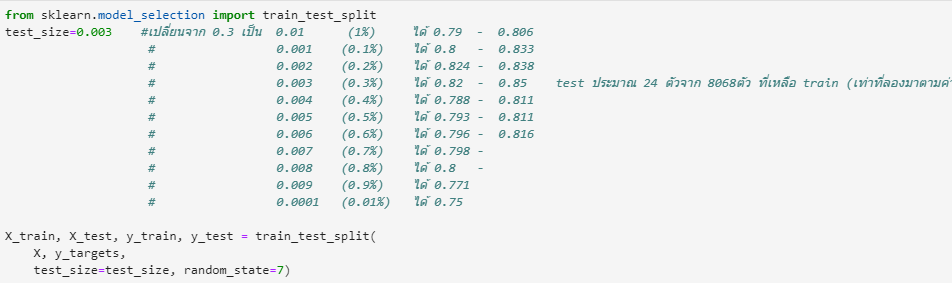 from sklearn.model_selection import train_test_split
test_size=0.003    #เปลี่ยนจาก 0.3 เป็น  0.01      (1%)     ได้ 0.79  -  0.806
#                0.001    (0.1%)    ได้ 0.8   -  0.833
#                0.002    (0.2%)    ได้ 0.824 -  0.838
#                0.003    (0.3%)    ได้ 0.82  -  0.85    test ประมาณ 24 ตัวจาก 8068ตัว ที่เหลือ train (เท่าที่ลองมาตามค่า
#                0.004    (0.4%)    ได้ 0.788 -  0.811
#                0.005    (0.5%)    ได้ 0.793 -  0.811
#                0.006    (0.6%)    ได้ 0.796 -  0.816
#                0.007    (0.7%)    ได้ 0.798 -
#                0.008    (0.8%)    ได้ 0.8   -
#                0.009    (0.9%)    ได้ 0.771
#                0.0001   (0.01%)   ได้ 0.75
X_train, X_test, y_train, y_test = train_test_split(
    X, y_targets,
    test_size=test_size, random_state=7)